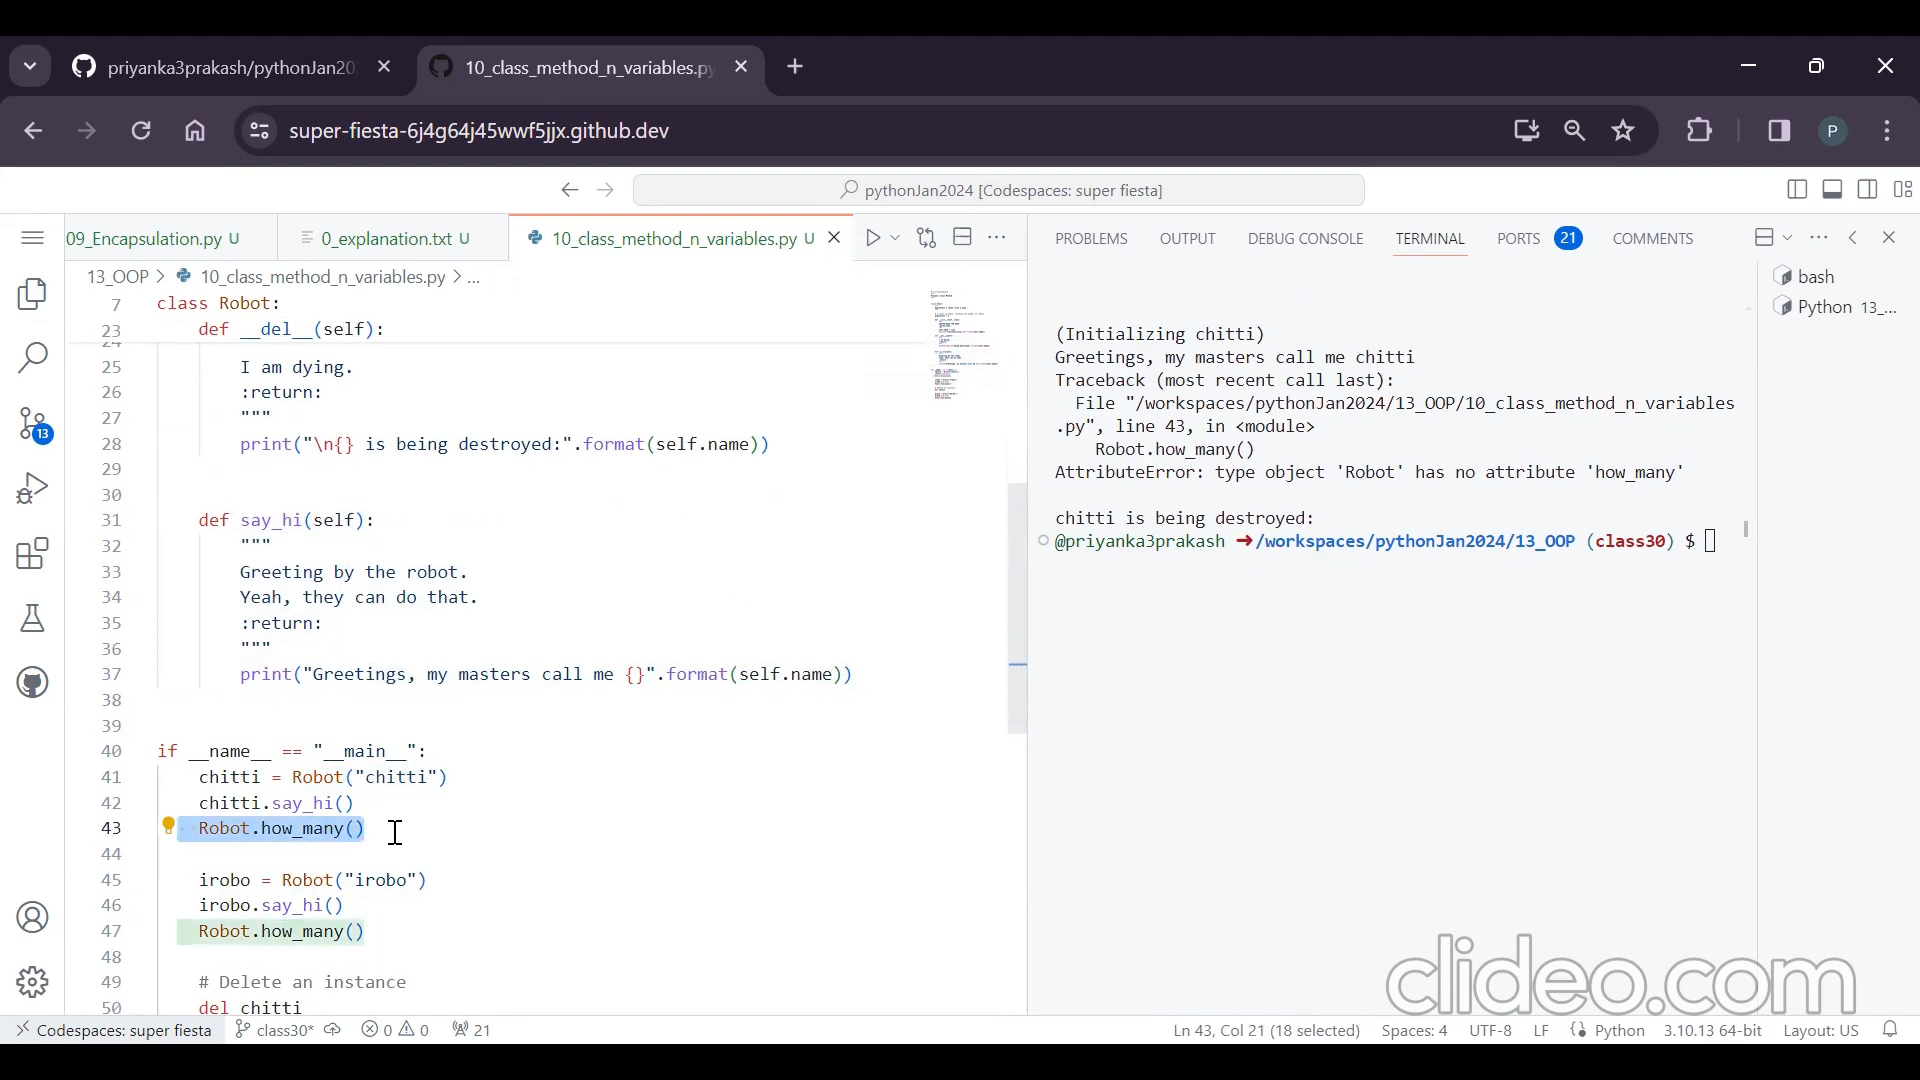 priyanka3prakash/pythonJan20
10_class_method_n_variables.py
super-fiesta-6j4g64j45wwf5jjx.github.dev
P
pythonJan2024 [Codespaces: super fiesta]
09_Encapsulation.py U
0_explanation.txt U
10_class_method_n_variables.py U
13_OOP > 10_class_method_n_variables.py > ...
7 class Robot:
23 def __del__(self):
24
25 I am dying.
26 :return:
27 """
28 print("\n{} is being destroyed:".format(self.name))
29
30
31 def say_hi(self):
32 """
33 Greeting by the robot.
34 Yeah, they can do that.
35 :return:
36 """
37 print("Greetings, my masters call me {}".format(self.name))
38
39
40 if __name__ == "__main__":
41 chitti = Robot("chitti")
42 chitti.say_hi()
43 Robot.how_many()
44
45 irobo = Robot("irobo")
46 irobo.say_hi()
47 Robot.how_many()
48
49 # Delete an instance
50 del chitti
PROBLEMS OUTPUT DEBUG CONSOLE TERMINAL PORTS 21 COMMENTS
(Initializing chitti)
Greetings, my masters call me chitti
Traceback (most recent call last):
File "/workspaces/pythonJan2024/13_OOP/10_class_method_n_variables
.py", line 43, in <module>
Robot.how_many()
AttributeError: type object 'Robot' has no attribute 'how_many'
chitti is being destroyed:
@priyanka3prakash ➜/workspaces/pythonJan2024/13_OOP (class30) $
bash
Python 13_...
13
clideo.com
Codespaces: super fiesta class30* 0 0 21
Ln 43, Col 21 (18 selected) Spaces: 4 UTF-8 LF Python 3.10.13 64-bit Layout: US